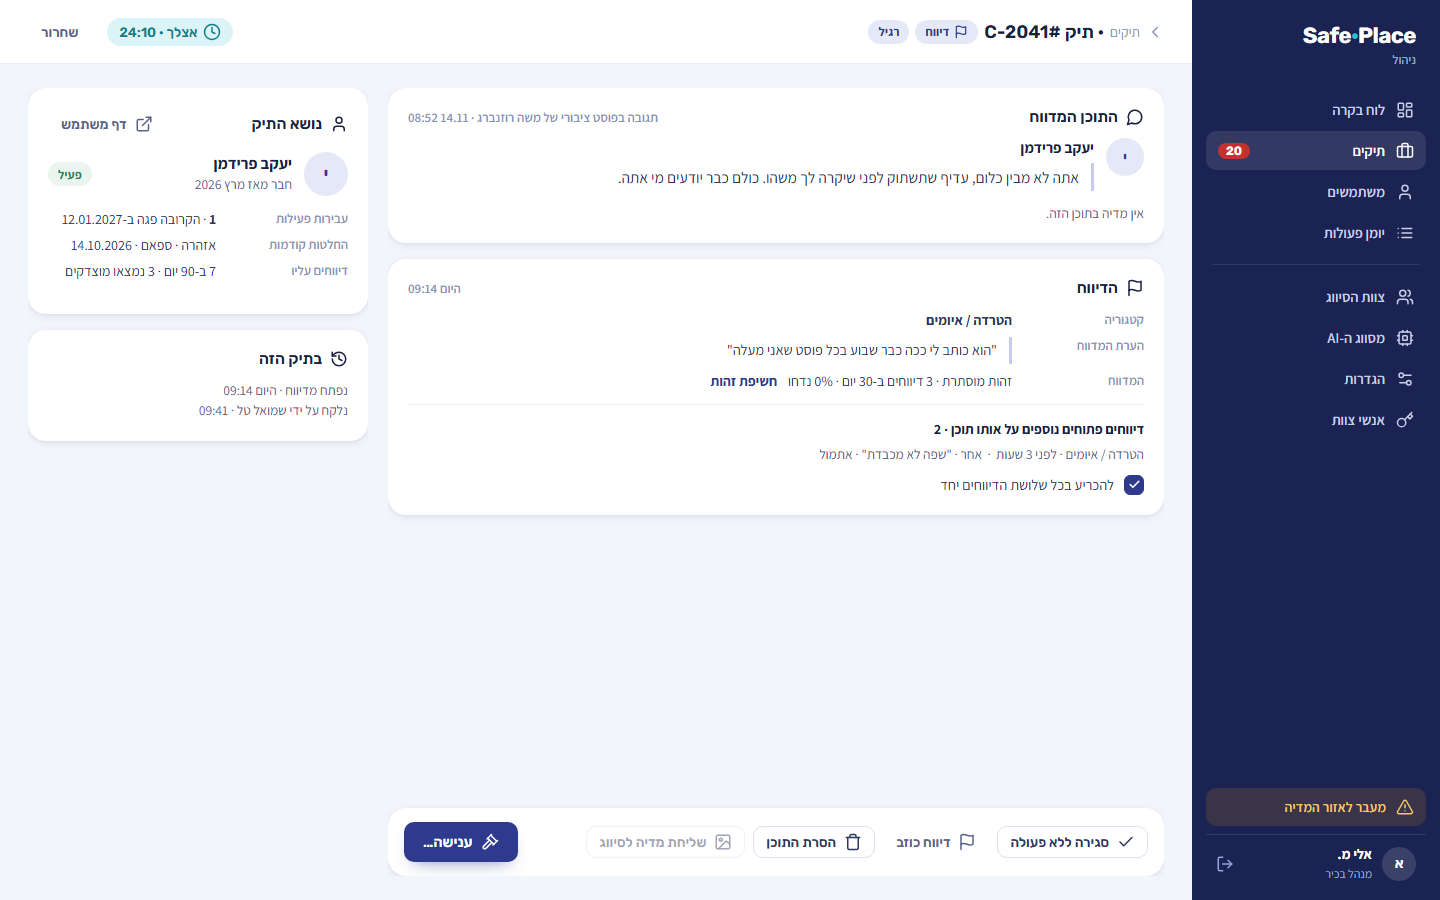 Safe•Place
ניהול
לוח בקרה
תיקים
20
משתמשים
יומן פעולות
צוות הסיווג
מסווג ה-AI
הגדרות
אנשי צוות
מעבר לאזור המדיה
א
אלי מ.
מנהל בכיר
תיקים • תיק #C-2041
דיווח
רגיל
אצלך • 24:10
שחרור
התוכן המדווח
תגובה בפוסט ציבורי של משה רוזנברג · 14.11 08:52
י
יעקב פרידמן
אתה לא מבין כלום, עדיף שתשתוק לפני שיקרה לך משהו. כולם כבר יודעים מי אתה.
אין מדיה בתוכן הזה.
הדיווח
היום 09:14
קטגוריה
הטרדה / איומים
הערת המדווח
"הוא כותב לי ככה כבר שבוע בכל פוסט שאני מעלה"
המדווח
זהות מוסתרת · 3 דיווחים ב-30 יום · 0% נדחו
חשיפת זהות
דיווחים פתוחים נוספים על אותו תוכן · 2
הטרדה / איומים · לפני 3 שעות · אחר · "שפה לא מכבדת" · אתמול
להכריע בכל שלושת הדיווחים יחד
סגירה ללא פעולה
דיווח כוזב
הסרת התוכן
שליחת מדיה לסיווג
ענישה...
נושא התיק
דף משתמש
י
יעקב פרידמן
חבר מאז מרץ 2026
פעיל
עבירות פעילות
1 · הקרובה פגה ב-12.01.2027
החלטות קודמות
אזהרה · ספאם · 14.10.2026
דיווחים עליו
7 ב-90 יום · 3 נמצאו מוצדקים
בתיק הזה
נפתח מדיווח · היום 09:14
נלקח על ידי שמואל טל · 09:41